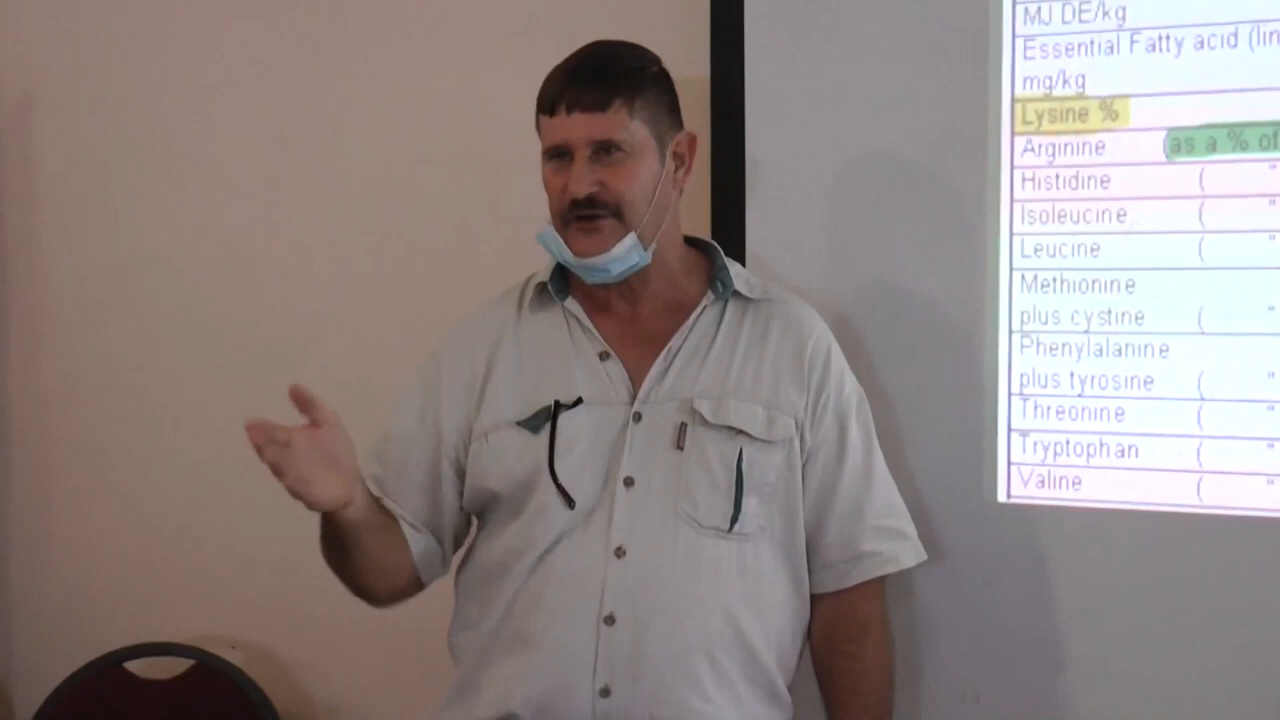 MJ DE/kg
Essential Fatty acid (lin
mg/kg
Lysine %
Arginine (as a % of
Histidine ( "
Isoleucine ( "
Leucine ( "
Methionine
plus cystine ( "
Phenylalanine
plus tyrosine ( "
Threonine ( "
Tryptophan ( "
Valine ( "